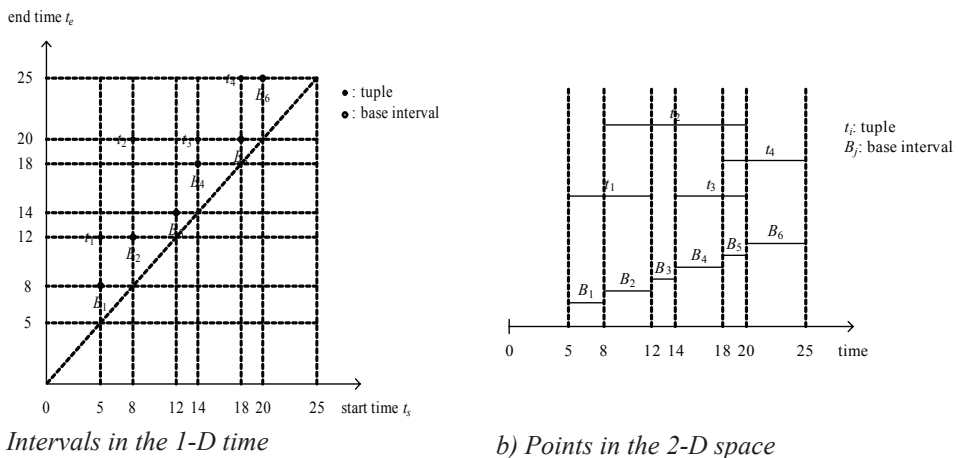 end time te
25
20
18
14
12
8
5
0
5
8
12
14
18
20
25
start time ts
t1
t2
t3
t4
B1
B2
B4
B6
: tuple
: base interval
Intervals in the 1-D time
t2
t4
t1
t3
B1
B2
B3
B4
B5
B6
ti: tuple
Bj: base interval
0
5
8
12
14
18
20
25
time
b) Points in the 2-D space